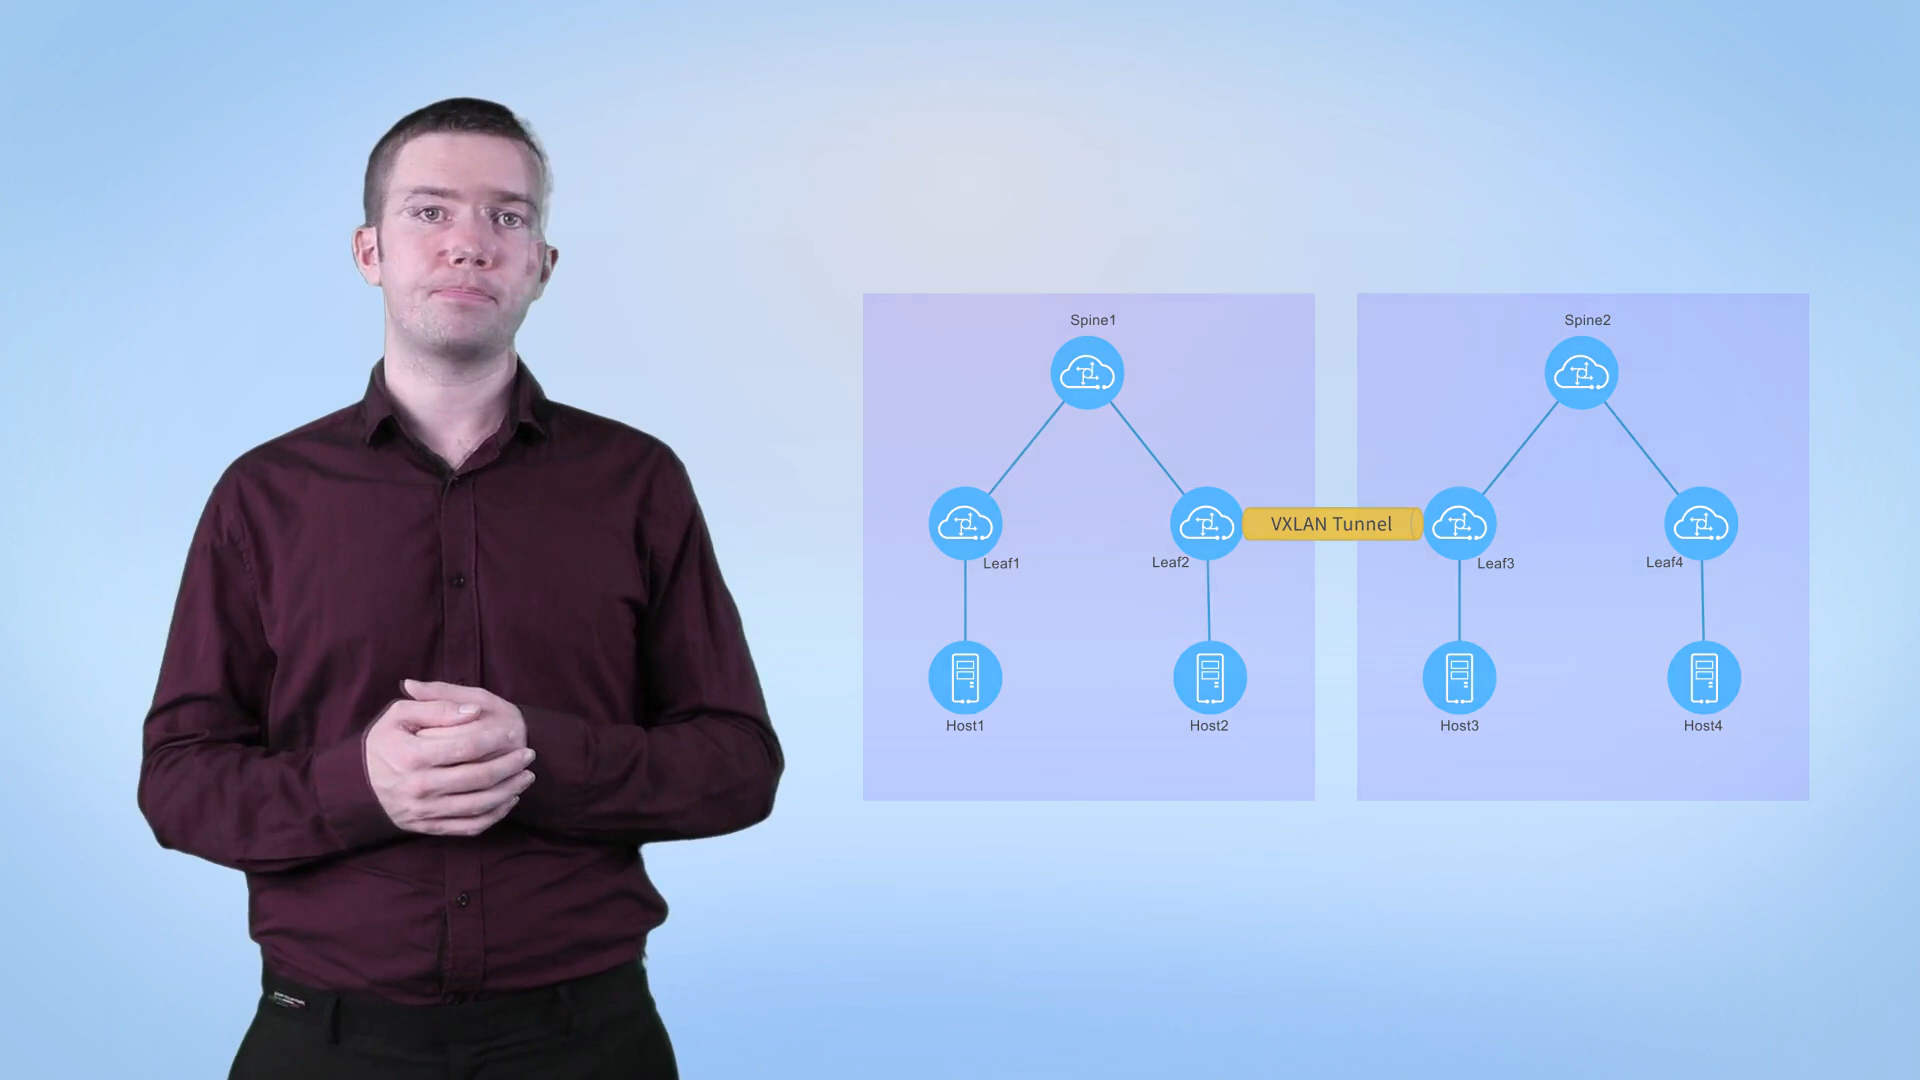 Spine1
Spine2
VXLAN Tunnel
Leaf1
Leaf2
Leaf3
Leaf4
Host1
Host2
Host3
Host4